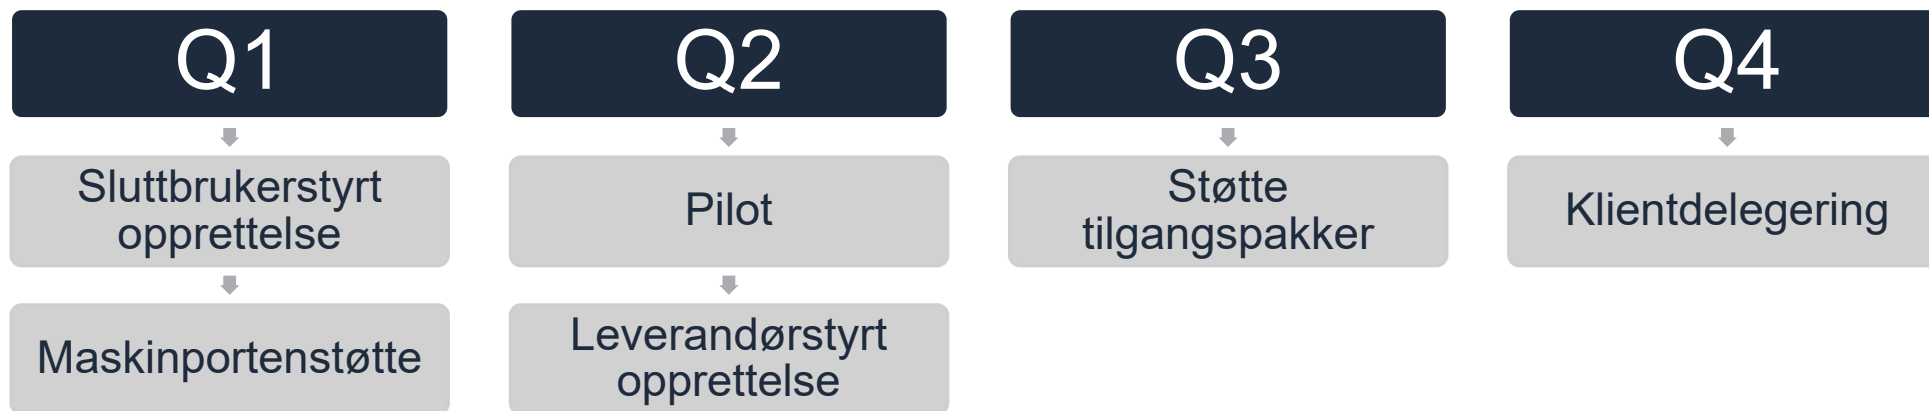 Q1
Sluttbrukerstyrt
opprettelse
Maskinportenstøtte
Q2
Pilot
Leverandørstyrt
opprettelse
Q3
Støtte
tilgangspakker
Q4
Klientdelegering